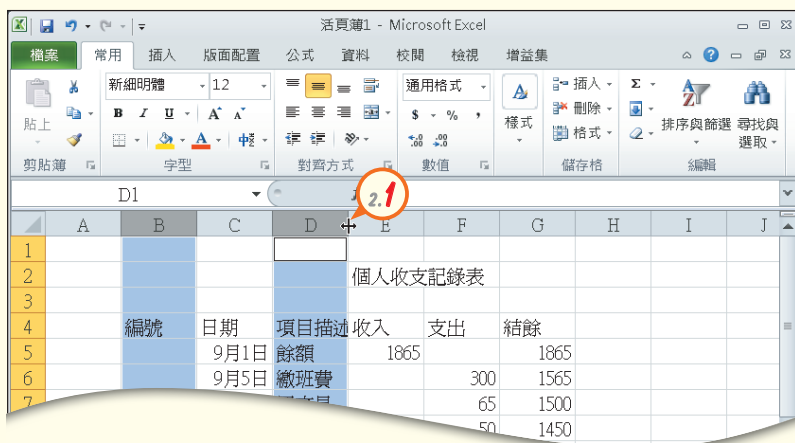 活頁簿1 - Microsoft Excel
檔案 常用 插入 版面配置 公式 資料 校閱 檢視 增益集
新細明體 12 通用格式 插入 Σ
B I U A A $ % , 刪除
貼上 A 中 .00 .00 樣式 格式 排序與篩選 尋找與選取
剪貼簿 字型 對齊方式 數值 儲存格 編輯
D1
2.1
A B C D E F G H I J
1
2 個人收支記錄表
3
4 編號 日期 項目描述 收入 支出 結餘
5 9月1日 餘額 1865 1865
6 9月5日 繳班費 300 1565
7 65 1500
50 1450